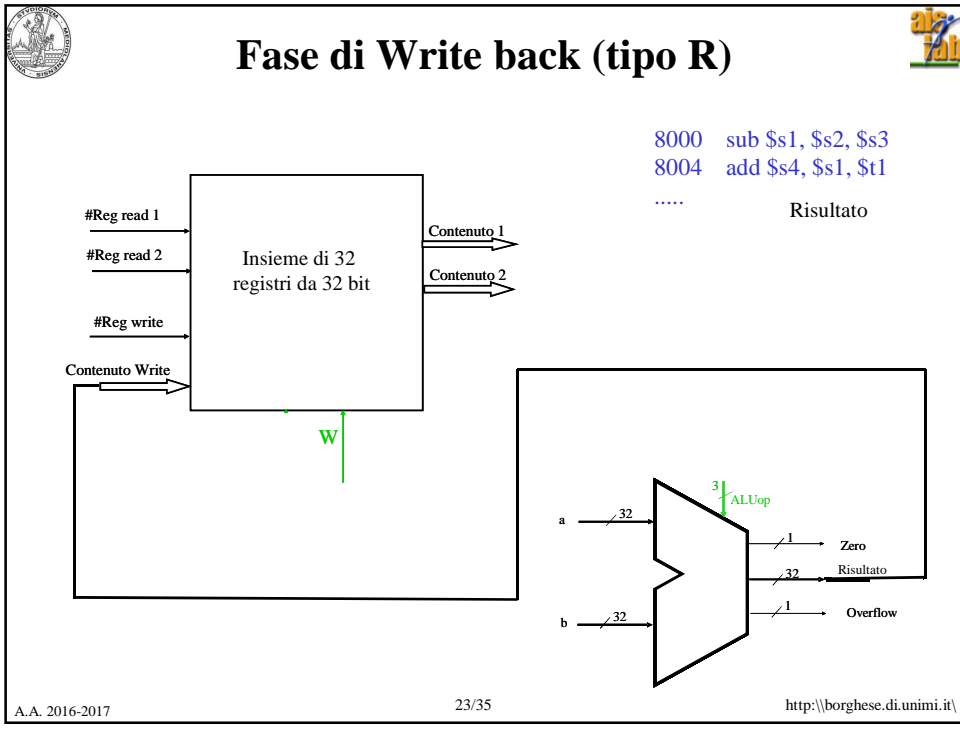 Fase di Write back (tipo R)
8000 sub $s1, $s2, $s3
8004 add $s4, $s1, $t1
.....
Risultato
#Reg read 1
#Reg read 2
#Reg write
Contenuto Write
Insieme di 32
registri da 32 bit
Contenuto 1
Contenuto 2
W
3
ALUop
a
32
b
32
1
Zero
32
Risultato
1
Overflow
A.A. 2016-2017
23/35
http:\\borghese.di.unimi.it\